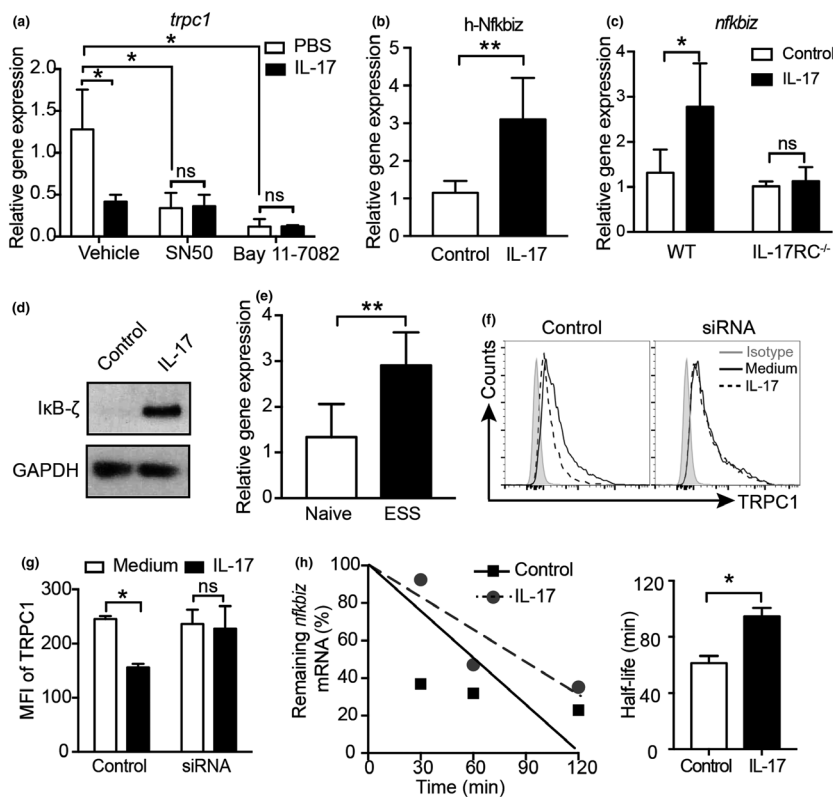 (a)
trpc1
PBS
IL-17
*
*
*
ns
ns
Relative gene expression
2.0
1.5
1.0
0.5
0.0
Vehicle SN50 Bay 11-7082
(b)
h-Nfkbiz
**
Relative gene expression
5
4
3
2
1
0
Control IL-17
(c)
nfkbiz
Control
IL-17
*
ns
Relative gene expression
5
4
3
2
1
0
WT IL-17RC-/-
(d)
Control IL-17
IκB-ζ
GAPDH
(e)
**
Relative gene expression
4
3
2
1
0
Naive ESS
(f)
Control siRNA
Isotype
Medium
IL-17
Counts
TRPC1
(g)
Medium IL-17
* ns
MFI of TRPC1
300
200
100
0
Control siRNA
(h)
Control
IL-17
Remaining nfkbiz
mRNA (%)
100
80
60
40
20
0
0 30 60 90 120
Time (min)
*
Half-life (min)
120
80
40
0
Control IL-17